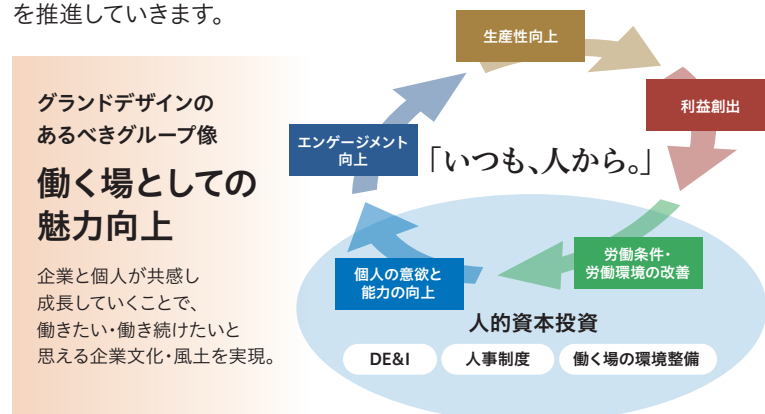 を推進していきます。
グランドデザインの
あるべきグループ像
働く場としての
魅力向上
企業と個人が共感し
成長していくことで、
働きたい・働き続けたいと
思える企業文化・風土を実現。
生産性向上
利益創出
エンゲージメント
向上
「いつも、人から。」
労働条件・
労働環境の改善
個人の意欲と
能力の向上
人的資本投資
DE&I
人事制度
働く場の環境整備